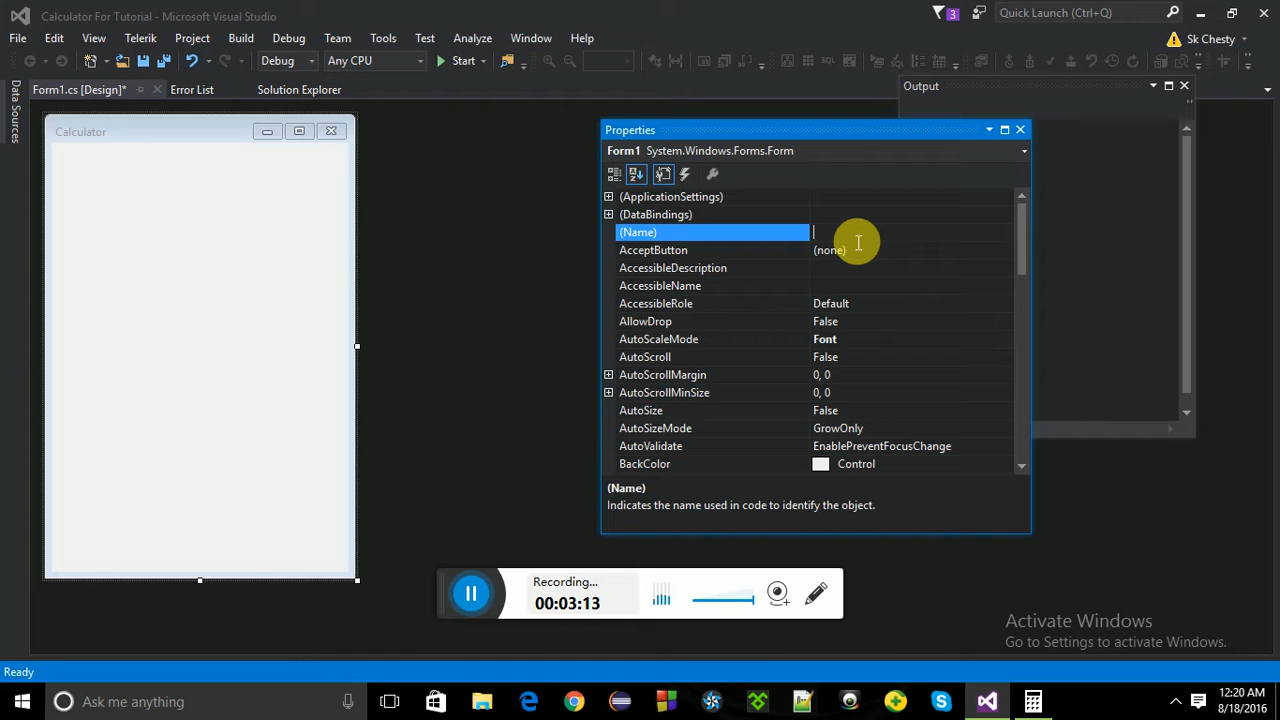 Calculator For Tutorial - Microsoft Visual Studio
3
Quick Launch (Ctrl+Q)
File Edit View Telerik Project Build Debug Team Tools Test Analyze Window Help
Sk Chesty
Debug
Any CPU
Start
SQL
Form1.cs [Design]*
Error List
Solution Explorer
Output
Data Sources
Calculator
Properties
Form1 System.Windows.Forms.Form
(ApplicationSettings)
(DataBindings)
(Name)
AcceptButton (none)
AccessibleDescription
AccessibleName
AccessibleRole Default
AllowDrop False
AutoScaleMode Font
AutoScroll False
AutoScrollMargin 0, 0
AutoScrollMinSize 0, 0
AutoSize False
AutoSizeMode GrowOnly
AutoValidate EnablePreventFocusChange
BackColor Control
(Name)
Indicates the name used in code to identify the object.
Recording...
00:03:13
Activate Windows
Go to Settings to activate Windows.
Ready
Ask me anything
12:20 AM
8/18/2016